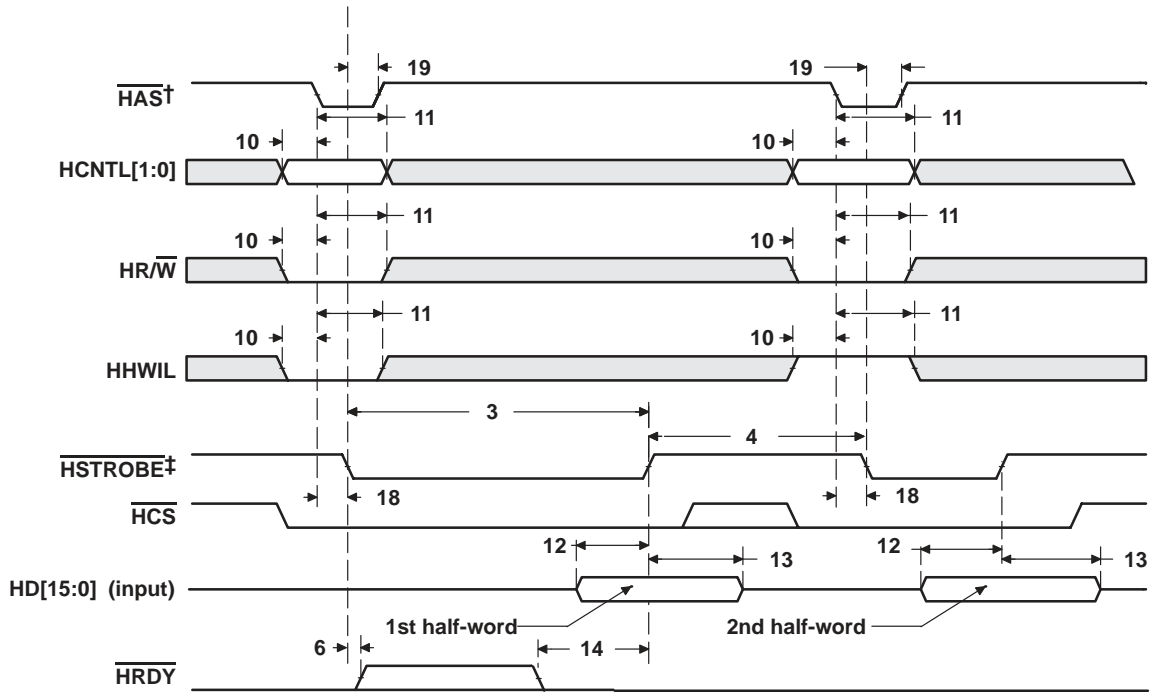 19 19
HAS†
11 11
10 10
HCNTL[1:0]
11 11
10 10
HR/W
11 11
10 10
HHWIL
3
4
HSTROBE‡
18 18
HCS
12 12
13 13
HD[15:0] (input)
1st half-word 2nd half-word
6 14
HRDY